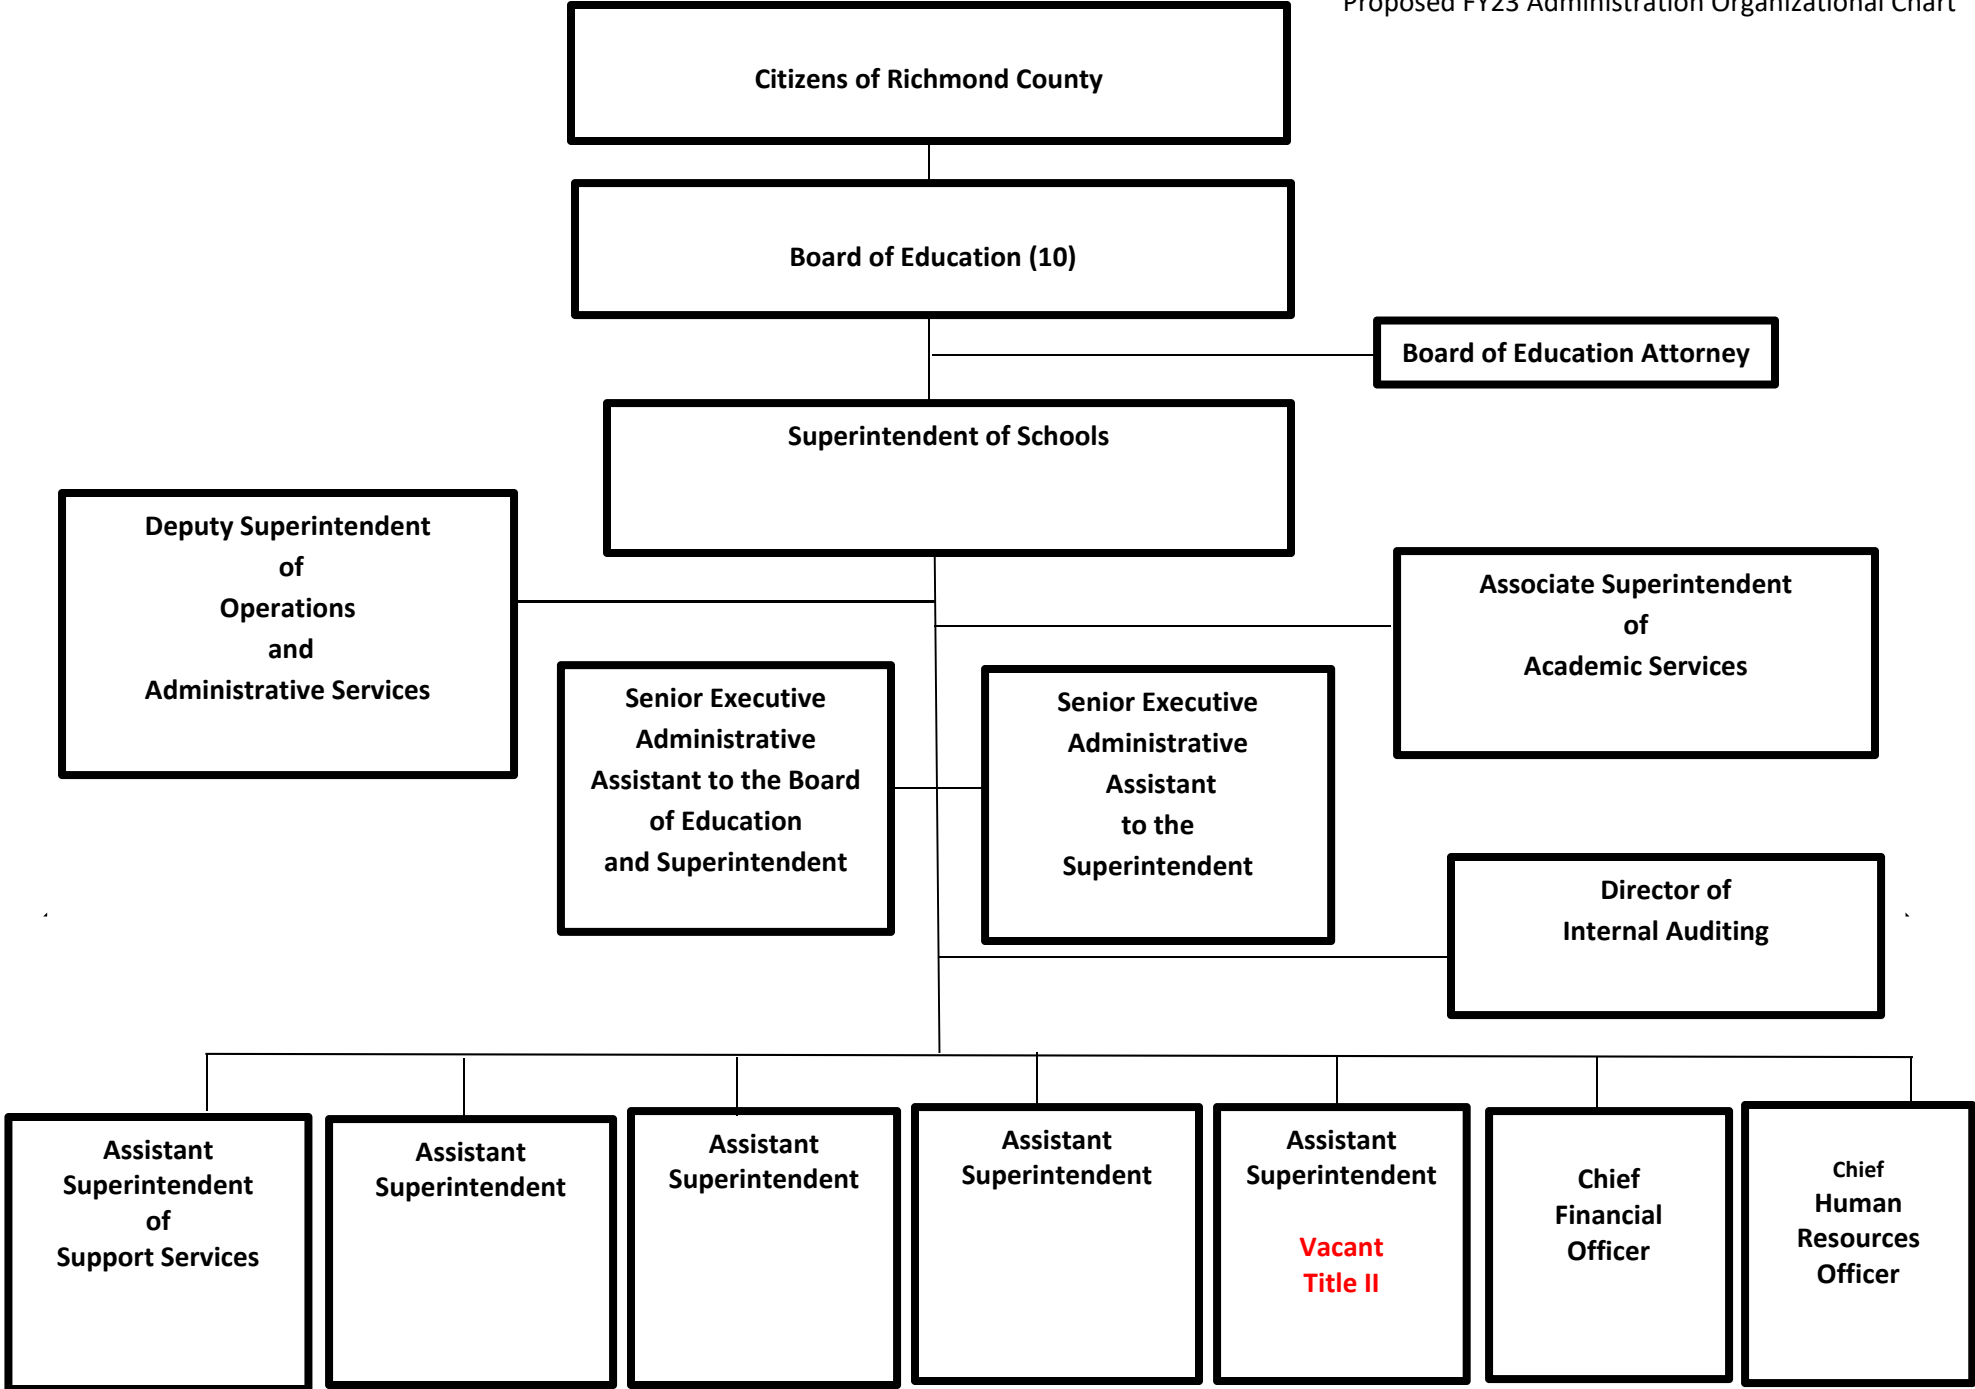 Proposed FY23 Administration Organizational Chart
Citizens of Richmond County
Board of Education (10)
Board of Education Attorney
Superintendent of Schools
Deputy Superintendent
of
Operations
and
Administrative Services
Associate Superintendent
of
Academic Services
Senior Executive
Administrative
Assistant to the Board
of Education
and Superintendent
Senior Executive
Administrative
Assistant
to the
Superintendent
Director of
Internal Auditing
Assistant
Superintendent
of
Support Services
Assistant
Superintendent
Assistant
Superintendent
Assistant
Superintendent
Assistant
Superintendent
Vacant
Title II
Chief
Financial
Officer
Chief
Human
Resources
Officer